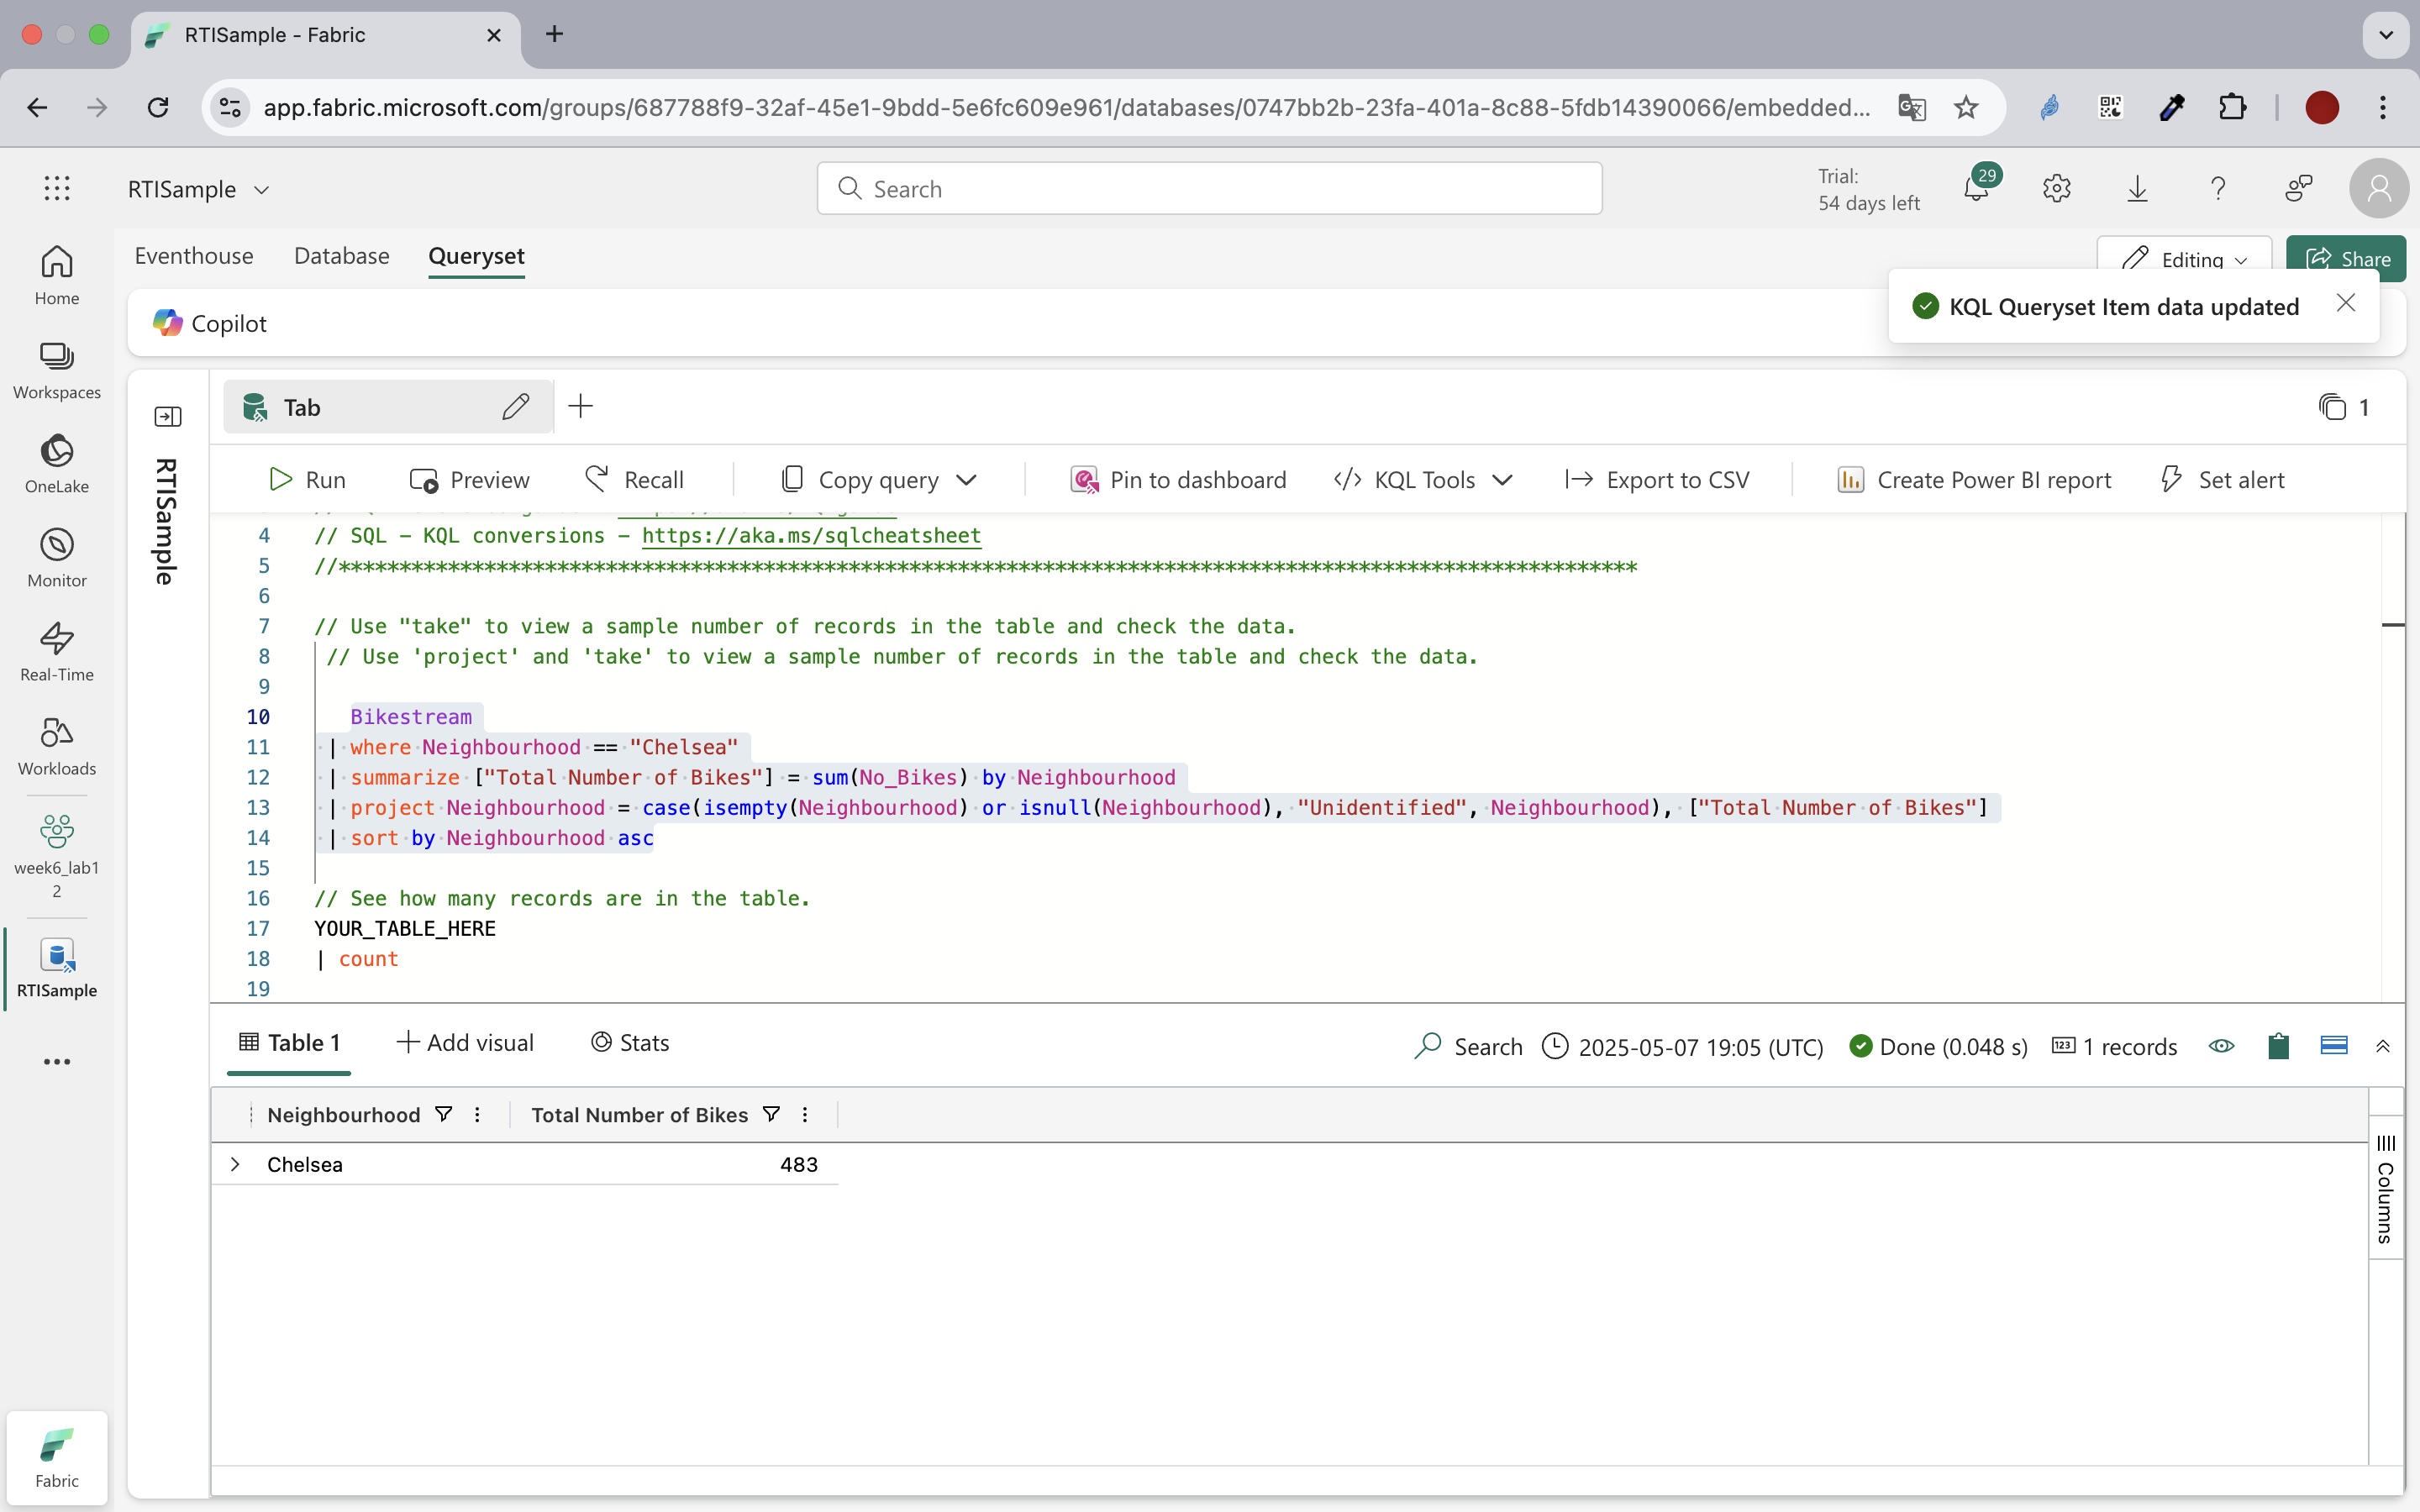 RTISample - Fabric
app.fabric.microsoft.com/groups/687788f9-32af-45e1-9bdd-5e6fc609e961/databases/0747bb2b-23fa-401a-8c88-5fdb14390066/embedded...
RTISample
Search
Trial:
54 days left
29
Home
Workspaces
OneLake
Monitor
Real-Time
Workloads
week6_lab1
2
RTISample
Fabric
Eventhouse Database Queryset
Editing
Share
Copilot
KQL Queryset Item data updated
RTISample
Tab
1
Run Preview Recall Copy query Pin to dashboard KQL Tools Export to CSV Create Power BI report Set alert
4 // SQL - KQL conversions - https://aka.ms/sqlcheatsheet
5 //***********************************************************************************************************
6
7 // Use "take" to view a sample number of records in the table and check the data.
8 // Use 'project' and 'take' to view a sample number of records in the table and check the data.
9
10 Bikestream
11 | where Neighbourhood == "Chelsea"
12 | summarize ["Total Number of Bikes"] = sum(No_Bikes) by Neighbourhood
13 | project Neighbourhood = case(isempty(Neighbourhood) or isnull(Neighbourhood), "Unidentified", Neighbourhood), ["Total Number of Bikes"]
14 | sort by Neighbourhood asc
15
16 // See how many records are in the table.
17 YOUR_TABLE_HERE
18 | count
19
Table 1 Add visual Stats
Search 2025-05-07 19:05 (UTC) Done (0.048 s) 1 records
Neighbourhood Total Number of Bikes
Chelsea 483
Columns